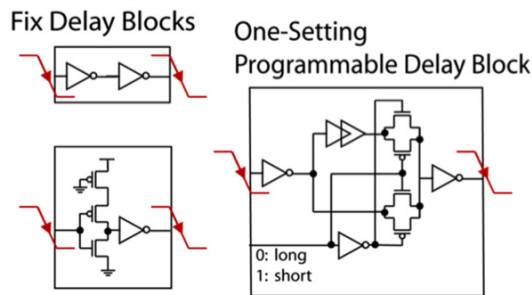 Fix Delay Blocks
One-Setting
Programmable Delay Block
0: long
1: short